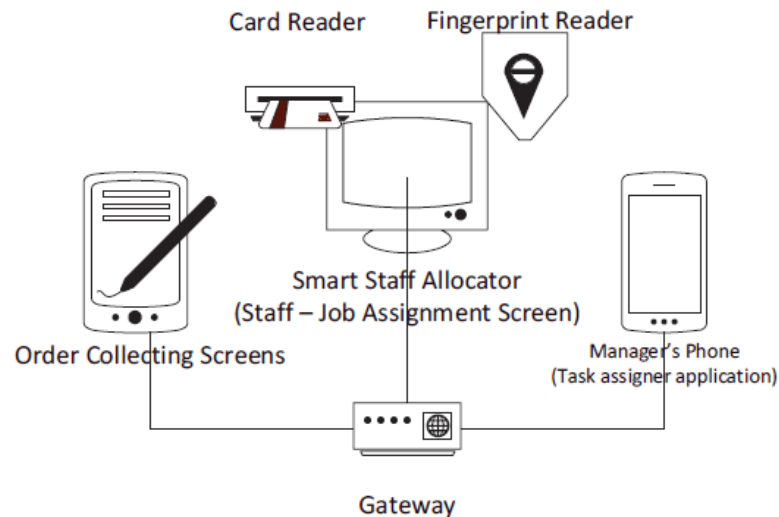 Card Reader
Fingerprint Reader
Smart Staff Allocator
(Staff – Job Assignment Screen)
Order Collecting Screens
Manager's Phone
(Task assigner application)
Gateway